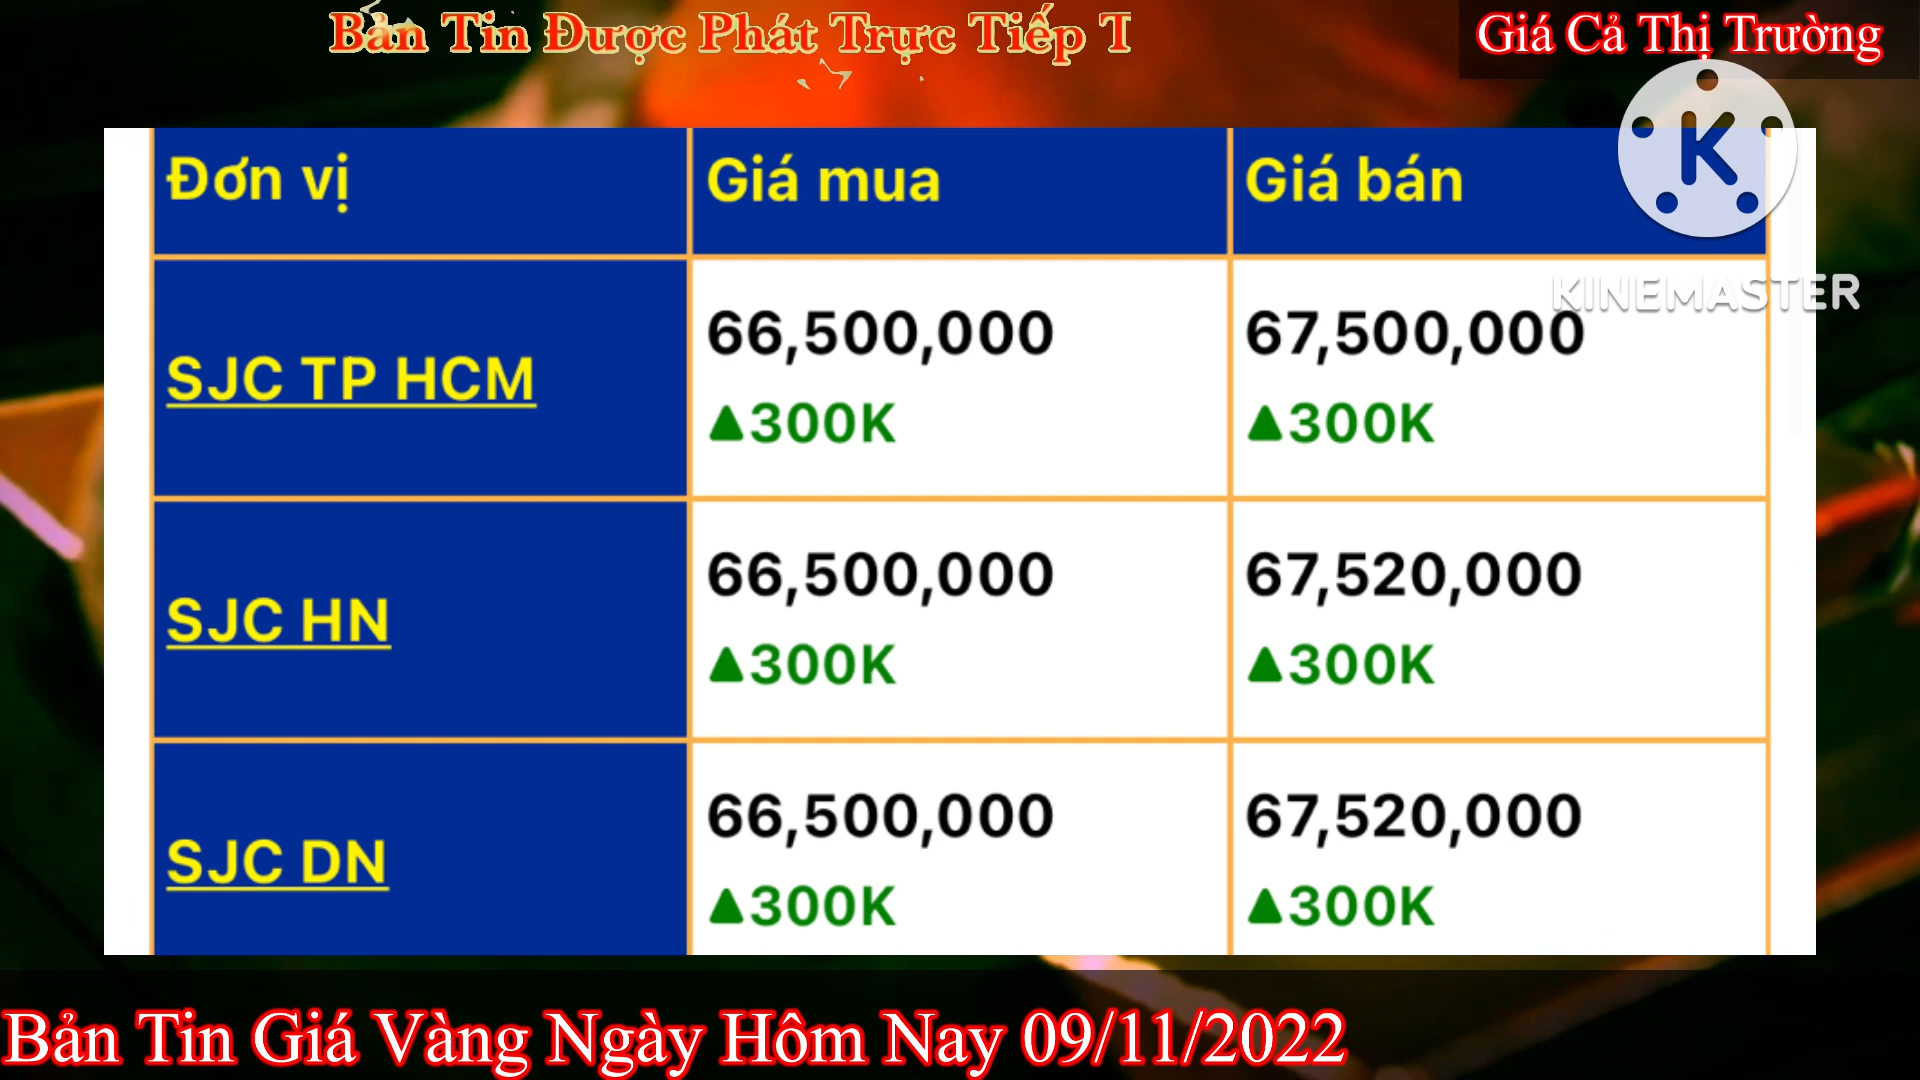 Bản Tin Được Phát Trực Tiếp T
Giá Cả Thị Trường
K
KINEMASTER
Đơn vị Giá mua Giá bán
SJC TP HCM 66,500,000 67,500,000
▲300K ▲300K
SJC HN 66,500,000 67,520,000
▲300K ▲300K
SJC DN 66,500,000 67,520,000
▲300K ▲300K
Bản Tin Giá Vàng Ngày Hôm Nay 09/11/2022